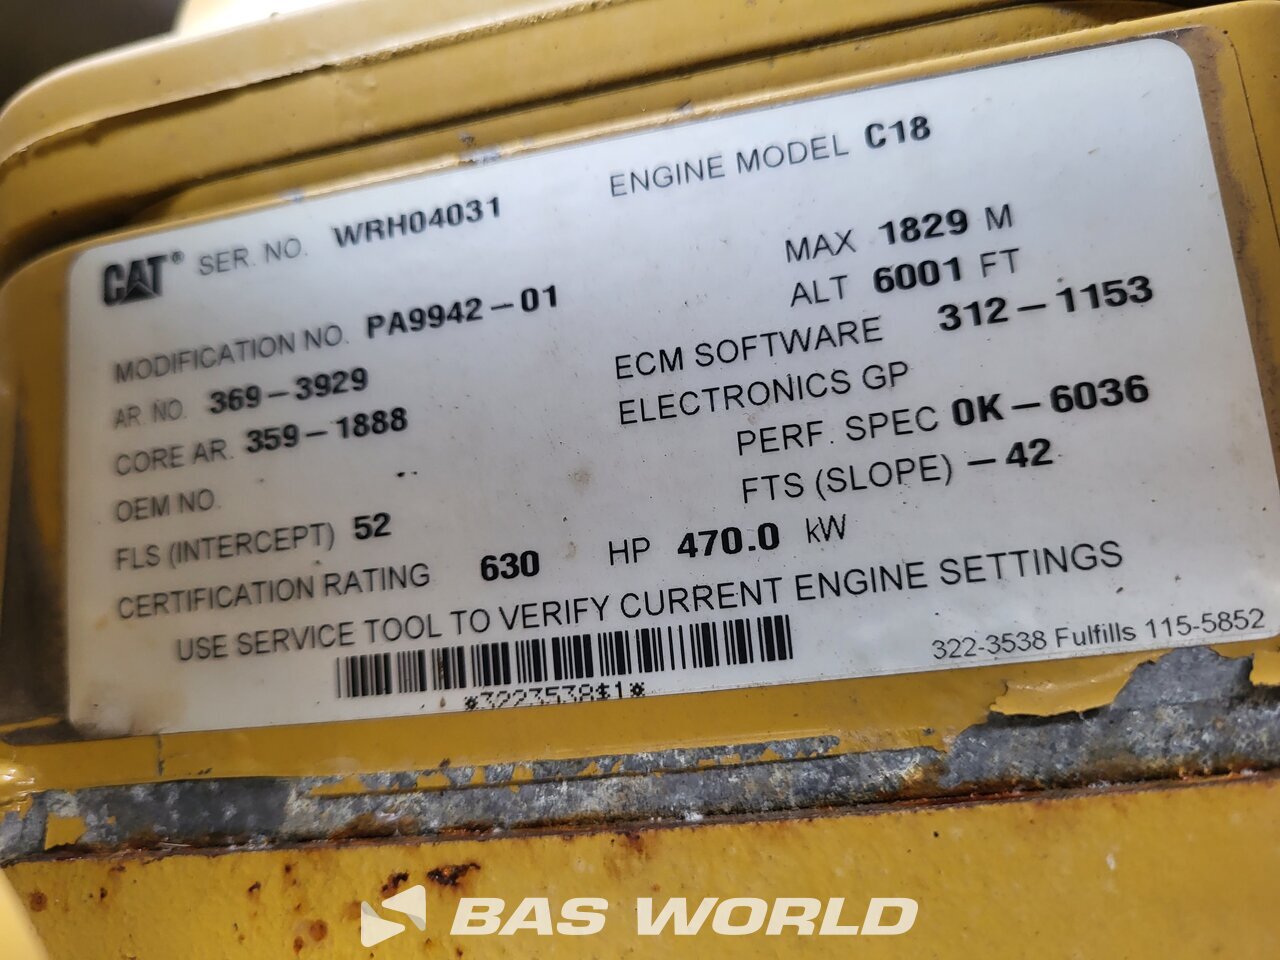 CAT® SER. NO. WRH04031 ENGINE MODEL C18
MODIFICATION NO. PA9942-01 MAX 1829 M
AR. NO. 369-3929 ALT 6001 FT
CORE AR. 359-1888 ECM SOFTWARE 312-1153
OEM NO. ELECTRONICS GP
PERF. SPEC 0K-6036
FLS (INTERCEPT) 52 FTS (SLOPE) -42
CERTIFICATION RATING 630 HP 470.0 kW
USE SERVICE TOOL TO VERIFY CURRENT ENGINE SETTINGS
322-3538 Fulfills 115-5852
*3223538$1*
BAS WORLD